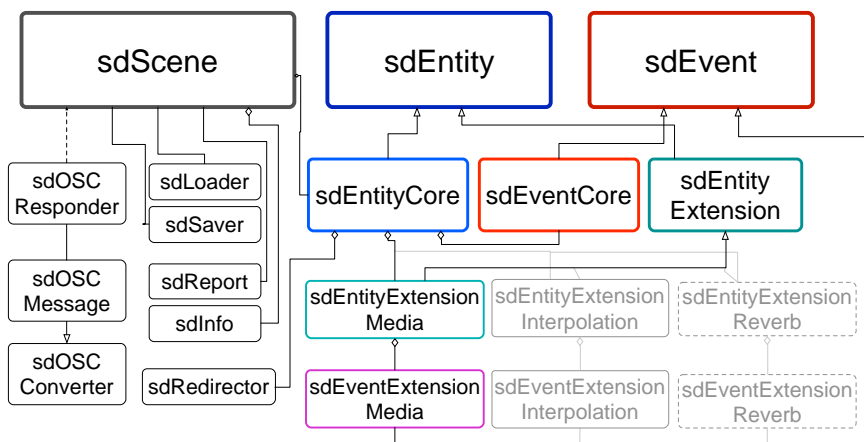 sdScene
sdEntity
sdEvent
sdOSC
Responder
sdLoader
sdSaver
sdEntityCore
sdEventCore
sdEntity
Extension
sdOSC
Message
sdReport
sdInfo
sdEntityExtension
Media
sdEntityExtension
Interpolation
sdEntityExtension
Reverb
sdOSC
Converter
sdRedirector
sdEventExtension
Media
sdEventExtension
Interpolation
sdEventExtension
Reverb